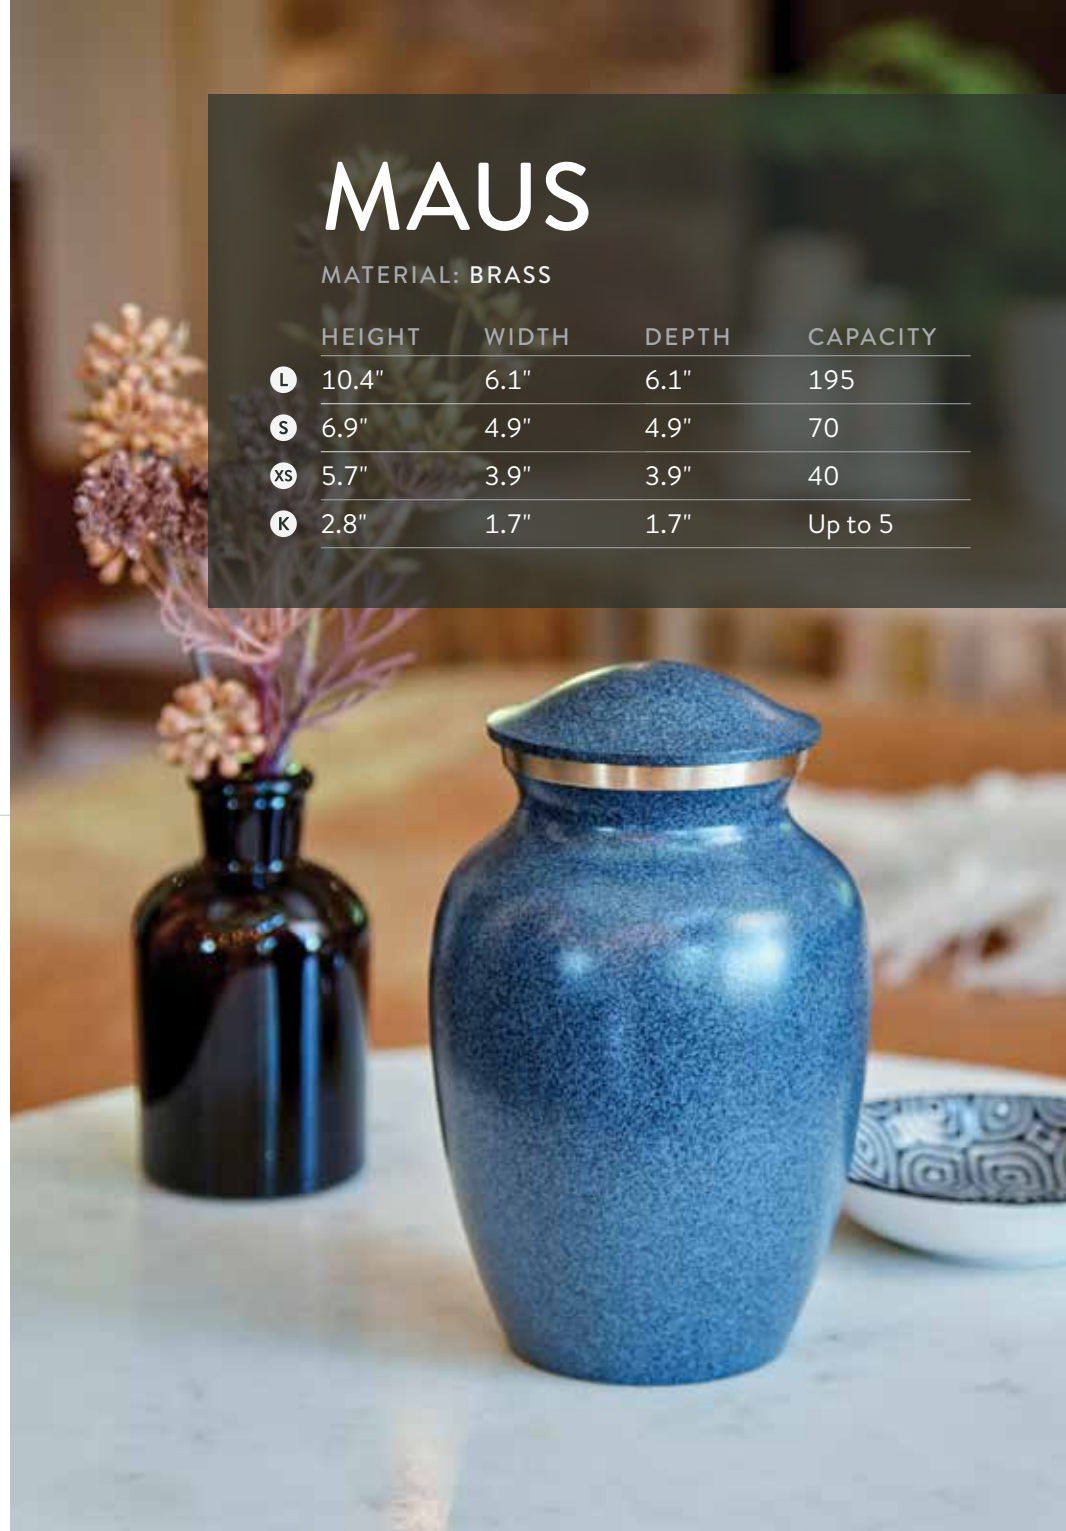 MAUS
MATERIAL: BRASS
HEIGHT WIDTH DEPTH CAPACITY
L 10.4" 6.1" 6.1" 195
S 6.9" 4.9" 4.9" 70
XS 5.7" 3.9" 3.9" 40
K 2.8" 1.7" 1.7" Up to 5